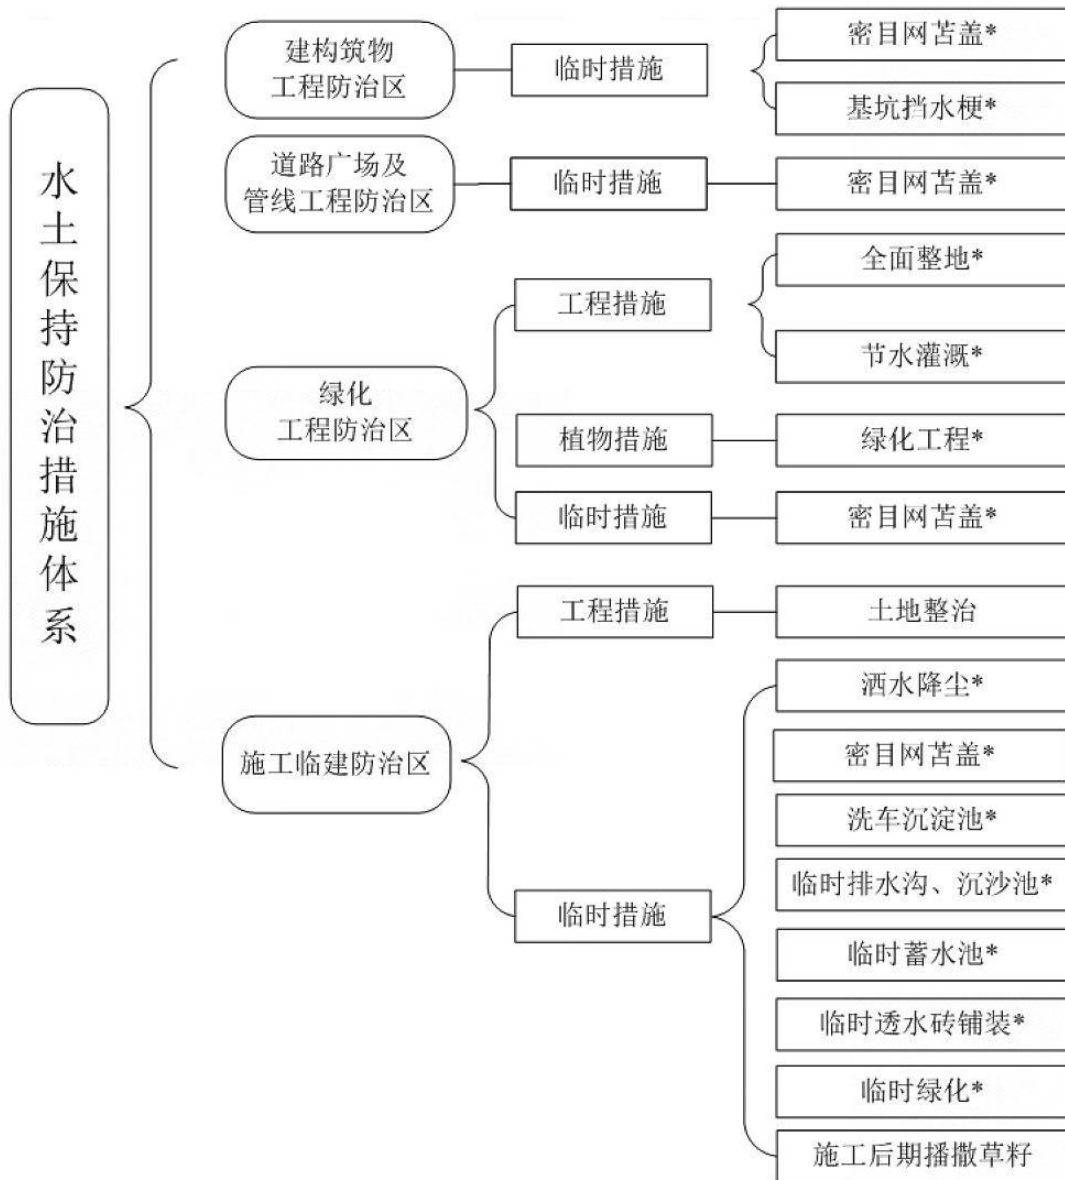 水土保持防治措施体系
建构筑物
工程防治区
临时措施
密目网苫盖*
基坑挡水梗*
道路广场及
管线工程防治区
临时措施
密目网苫盖*
绿化
工程防治区
工程措施
全面整地*
节水灌溉*
植物措施
绿化工程*
临时措施
密目网苫盖*
施工临建防治区
工程措施
土地整治
临时措施
洒水降尘*
密目网苫盖*
洗车沉淀池*
临时排水沟、沉沙池*
临时蓄水池*
临时透水砖铺装*
临时绿化*
施工后期播撒草籽